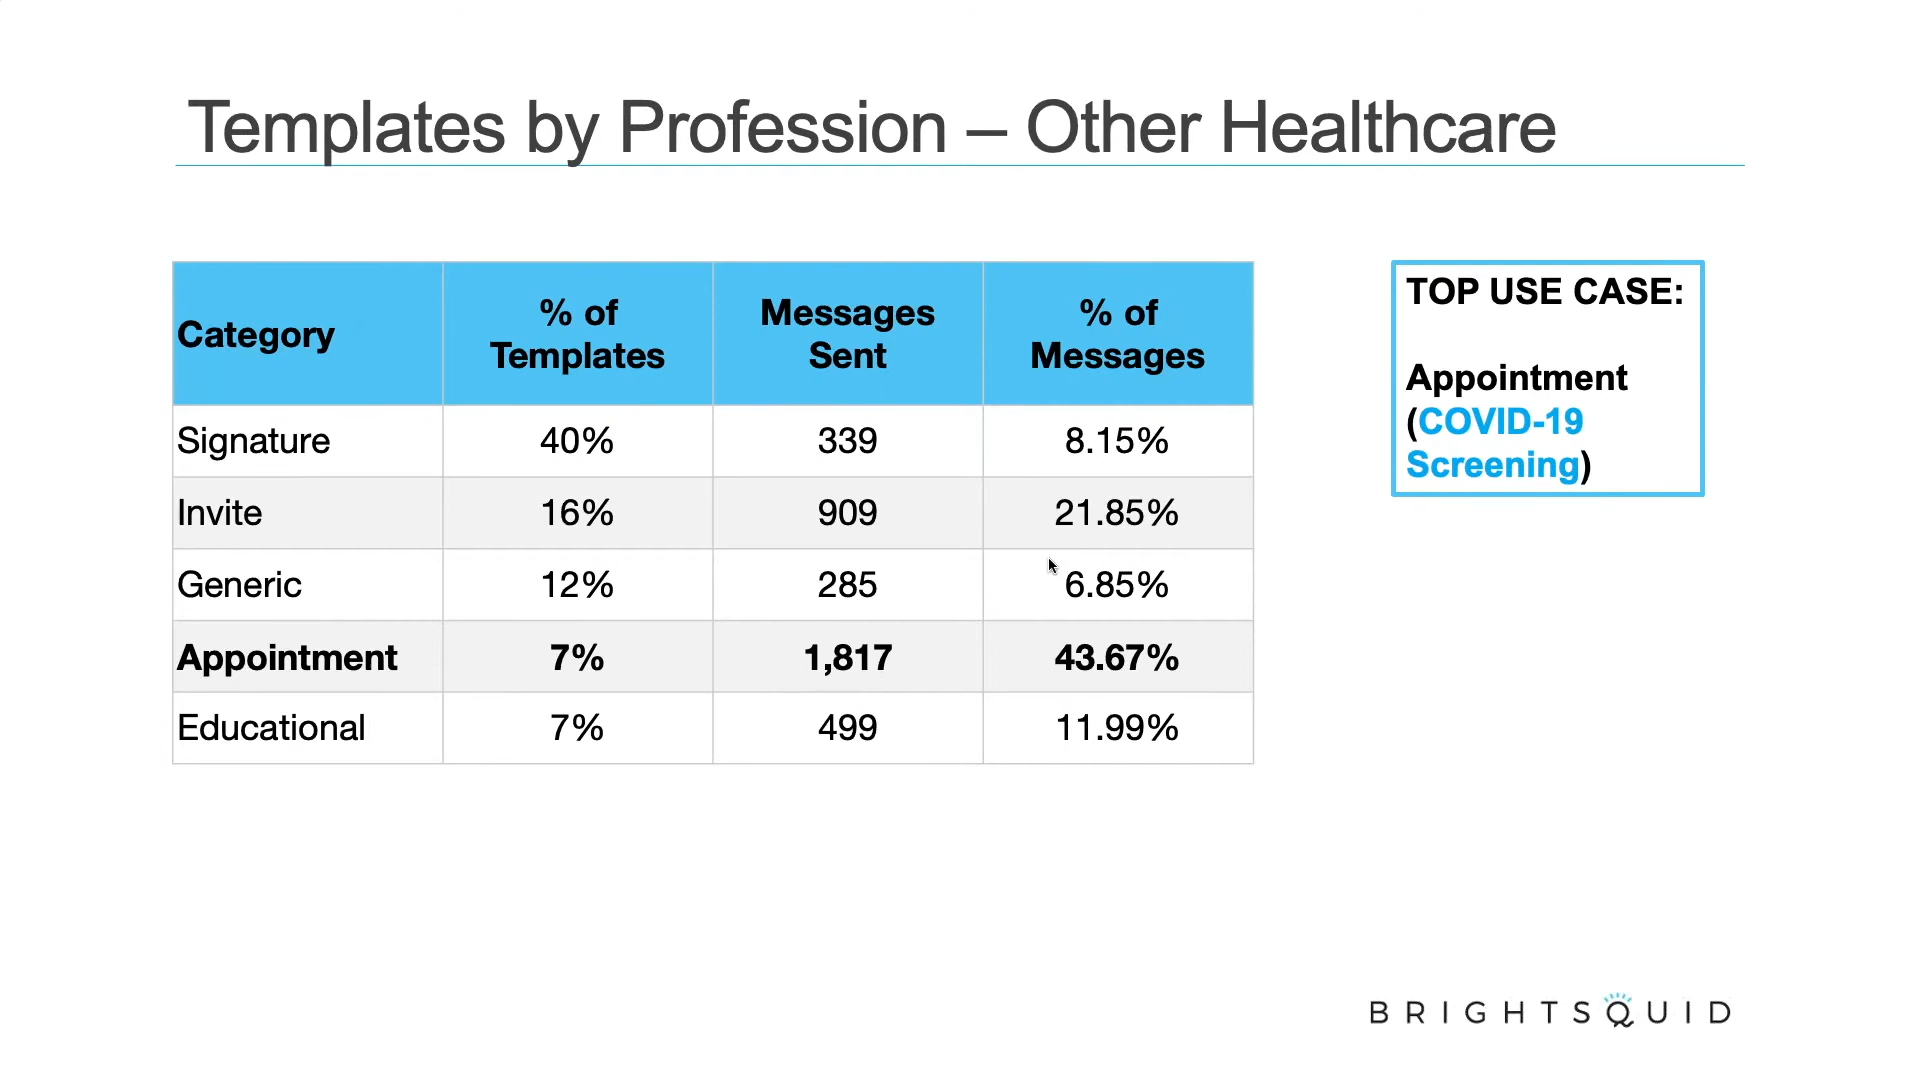 Templates by Profession – Other Healthcare
Category
% of
Templates
Messages
Sent
% of
Messages
Signature 40% 339 8.15%
Invite 16% 909 21.85%
Generic 12% 285 6.85%
Appointment 7% 1,817 43.67%
Educational 7% 499 11.99%
TOP USE CASE:
Appointment
(COVID-19
Screening)
BRIGHTSQUID